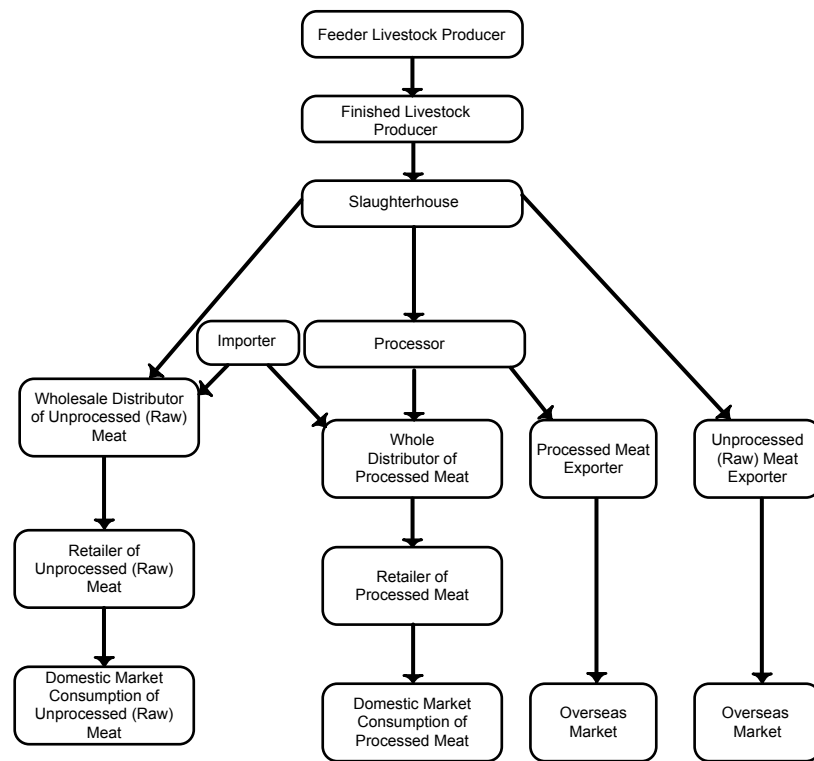 Feeder Livestock Producer
Finished Livestock
Producer
Slaughterhouse
Importer
Processor
Wholesale Distributor
of Unprocessed (Raw)
Meat
Whole
Distributor of
Processed Meat
Processed Meat
Exporter
Unprocessed
(Raw) Meat
Exporter
Retailer of
Unprocessed (Raw)
Meat
Retailer of
Processed Meat
Domestic Market
Consumption of
Unprocessed (Raw)
Meat
Domestic Market
Consumption of
Processed Meat
Overseas
Market
Overseas
Market